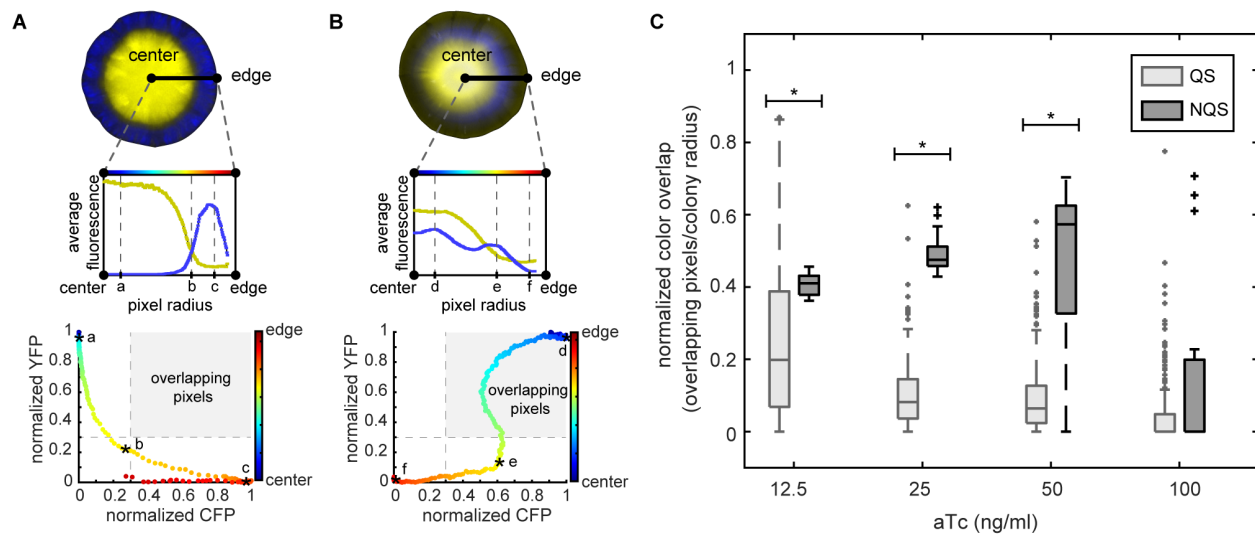 A
center
edge
average
fluorescence
center
a
b
c
edge
pixel radius
1
0.8
0.6
0.4
0.2
0
normalized YFP
a
overlapping
pixels
b
c
edge
center
0
0.2
0.4
0.6
0.8
1
normalized CFP
B
center
edge
average
fluorescence
center
d
e
f
edge
pixel radius
1
0.8
0.6
0.4
0.2
0
normalized YFP
d
overlapping
pixels
e
f
edge
center
0
0.2
0.4
0.6
0.8
1
normalized CFP
C
normalized color overlap
(overlapping pixels/colony radius)
1
0.8
0.6
0.4
0.2
0
*
*
*
QS
NQS
12.5
25
50
100
aTc (ng/ml)